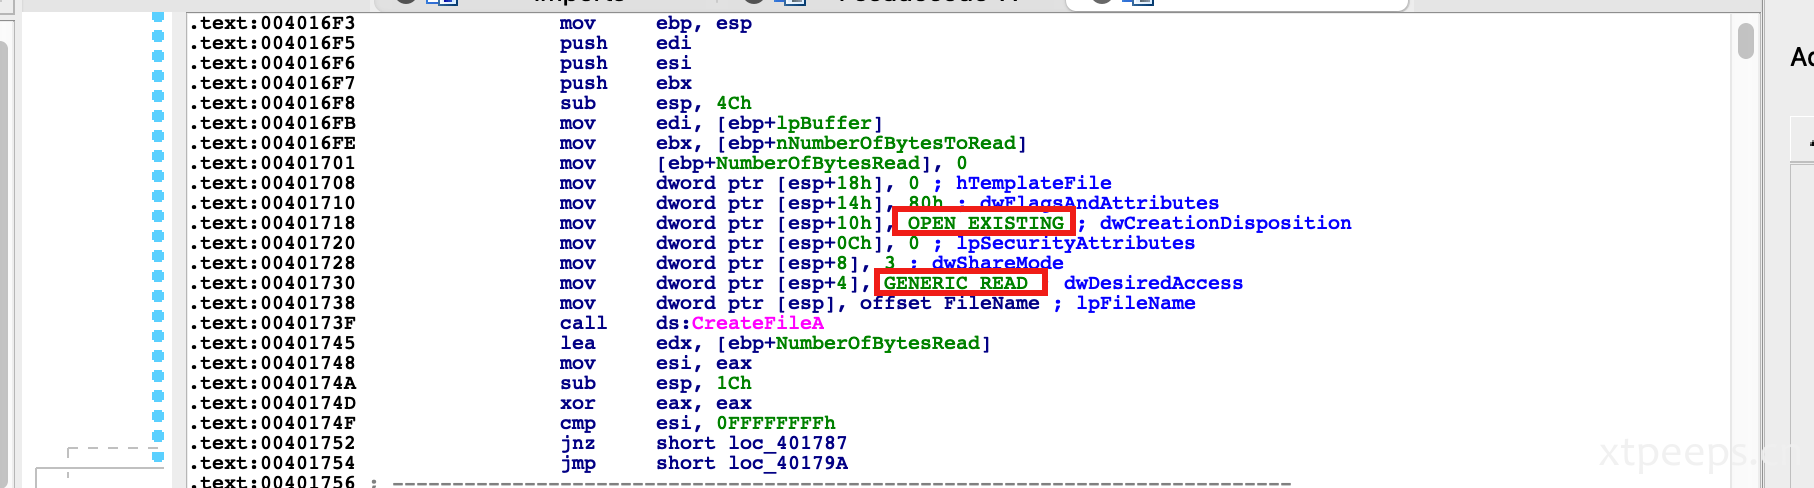 .text:004016F3 mov ebp, esp
.text:004016F5 push edi
.text:004016F6 push esi
.text:004016F7 push ebx
.text:004016F8 sub esp, 4Ch
.text:004016FB mov edi, [ebp+lpBuffer]
.text:004016FE mov ebx, [ebp+nNumberOfBytesToRead]
.text:00401701 mov [ebp+NumberOfBytesRead], 0
.text:00401708 mov dword ptr [esp+18h], 0 ; hTemplateFile
.text:00401710 mov dword ptr [esp+14h], 80h ; dwFlagsAndAttributes
.text:00401718 mov dword ptr [esp+10h], OPEN_EXISTING ; dwCreationDisposition
.text:00401720 mov dword ptr [esp+0Ch], 0 ; lpSecurityAttributes
.text:00401728 mov dword ptr [esp+8], 3 ; dwShareMode
.text:00401730 mov dword ptr [esp+4], GENERIC_READ dwDesiredAccess
.text:00401738 mov dword ptr [esp], offset FileName ; lpFileName
.text:0040173F call ds:CreateFileA
.text:00401745 lea edx, [ebp+NumberOfBytesRead]
.text:00401748 mov esi, eax
.text:0040174A sub esp, 1Ch
.text:0040174D xor eax, eax
.text:0040174F cmp esi, 0FFFFFFFFh
.text:00401752 jnz short loc_401787
.text:00401754 jmp short loc_40179A
.text:00401756 ; ---------------------------------------------------------------------------
xtpeeps.cn